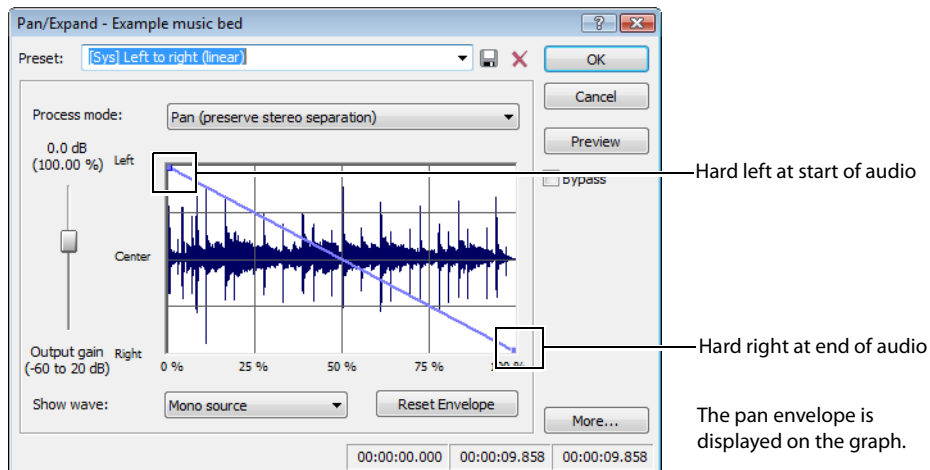 Pan/Expand - Example music bed
Preset:
[Sys] Left to right (linear)
OK
Cancel
Process mode:
Pan (preserve stereo separation)
Preview
0.0 dB
(100.00 %)
Left
Bypass
Hard left at start of audio
Center
Hard right at end of audio
Output gain
(-60 to 20 dB)
Right
0 %
25 %
50 %
75 %
100 %
Show wave:
Mono source
Reset Envelope
More...
The pan envelope is
displayed on the graph.
00:00:00.000
00:00:09.858
00:00:09.858